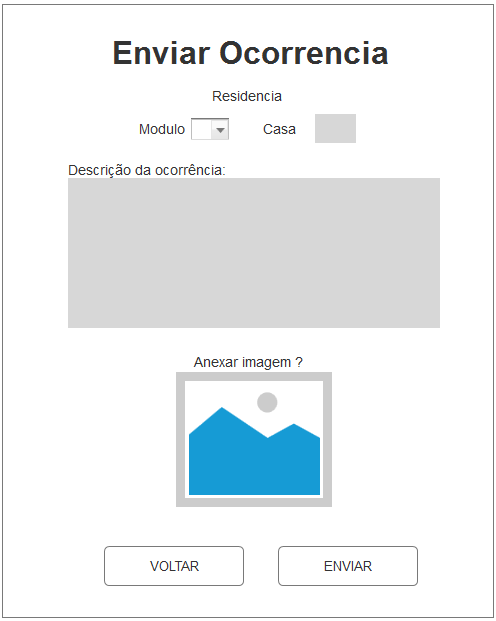 Enviar Ocorrencia
Residencia
Modulo Casa
Descrição da ocorrência:
Anexar imagem ?
VOLTAR ENVIAR